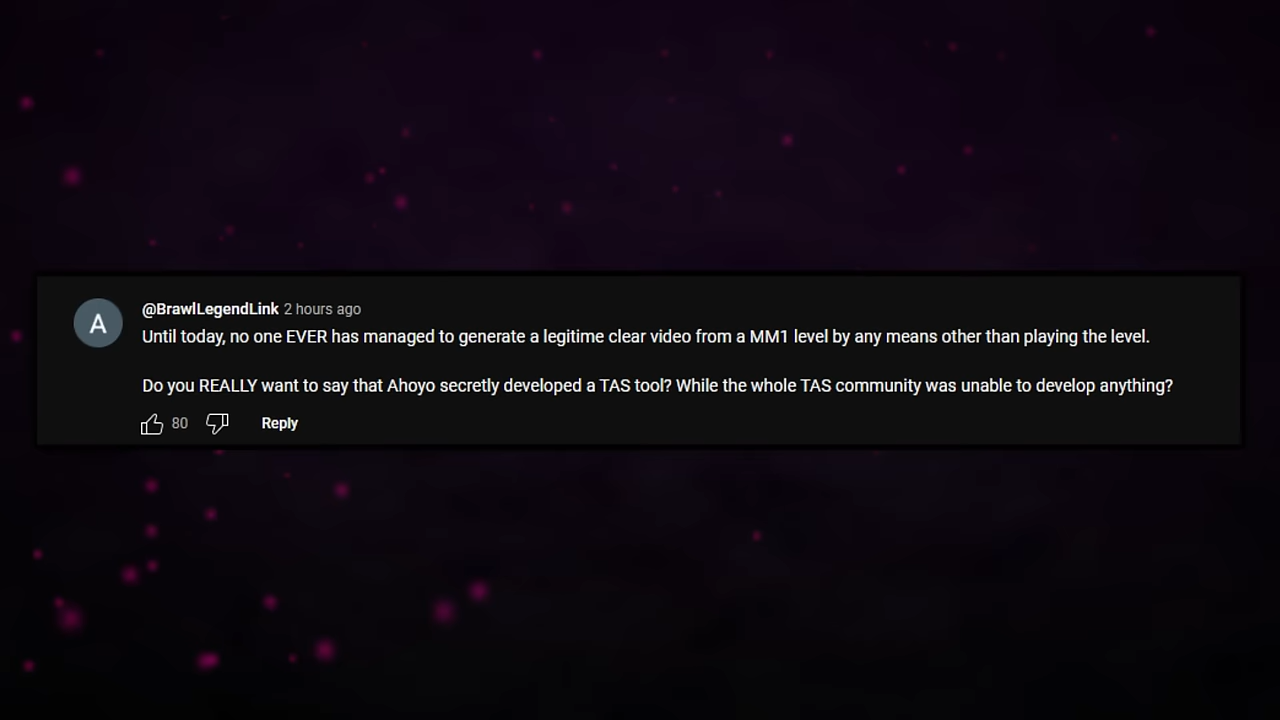 A
@BrawlLegendLink 2 hours ago
Until today, no one EVER has managed to generate a legitime clear video from a MM1 level by any means other than playing the level.
Do you REALLY want to say that Ahoyo secretly developed a TAS tool? While the whole TAS community was unable to develop anything?
80 Reply